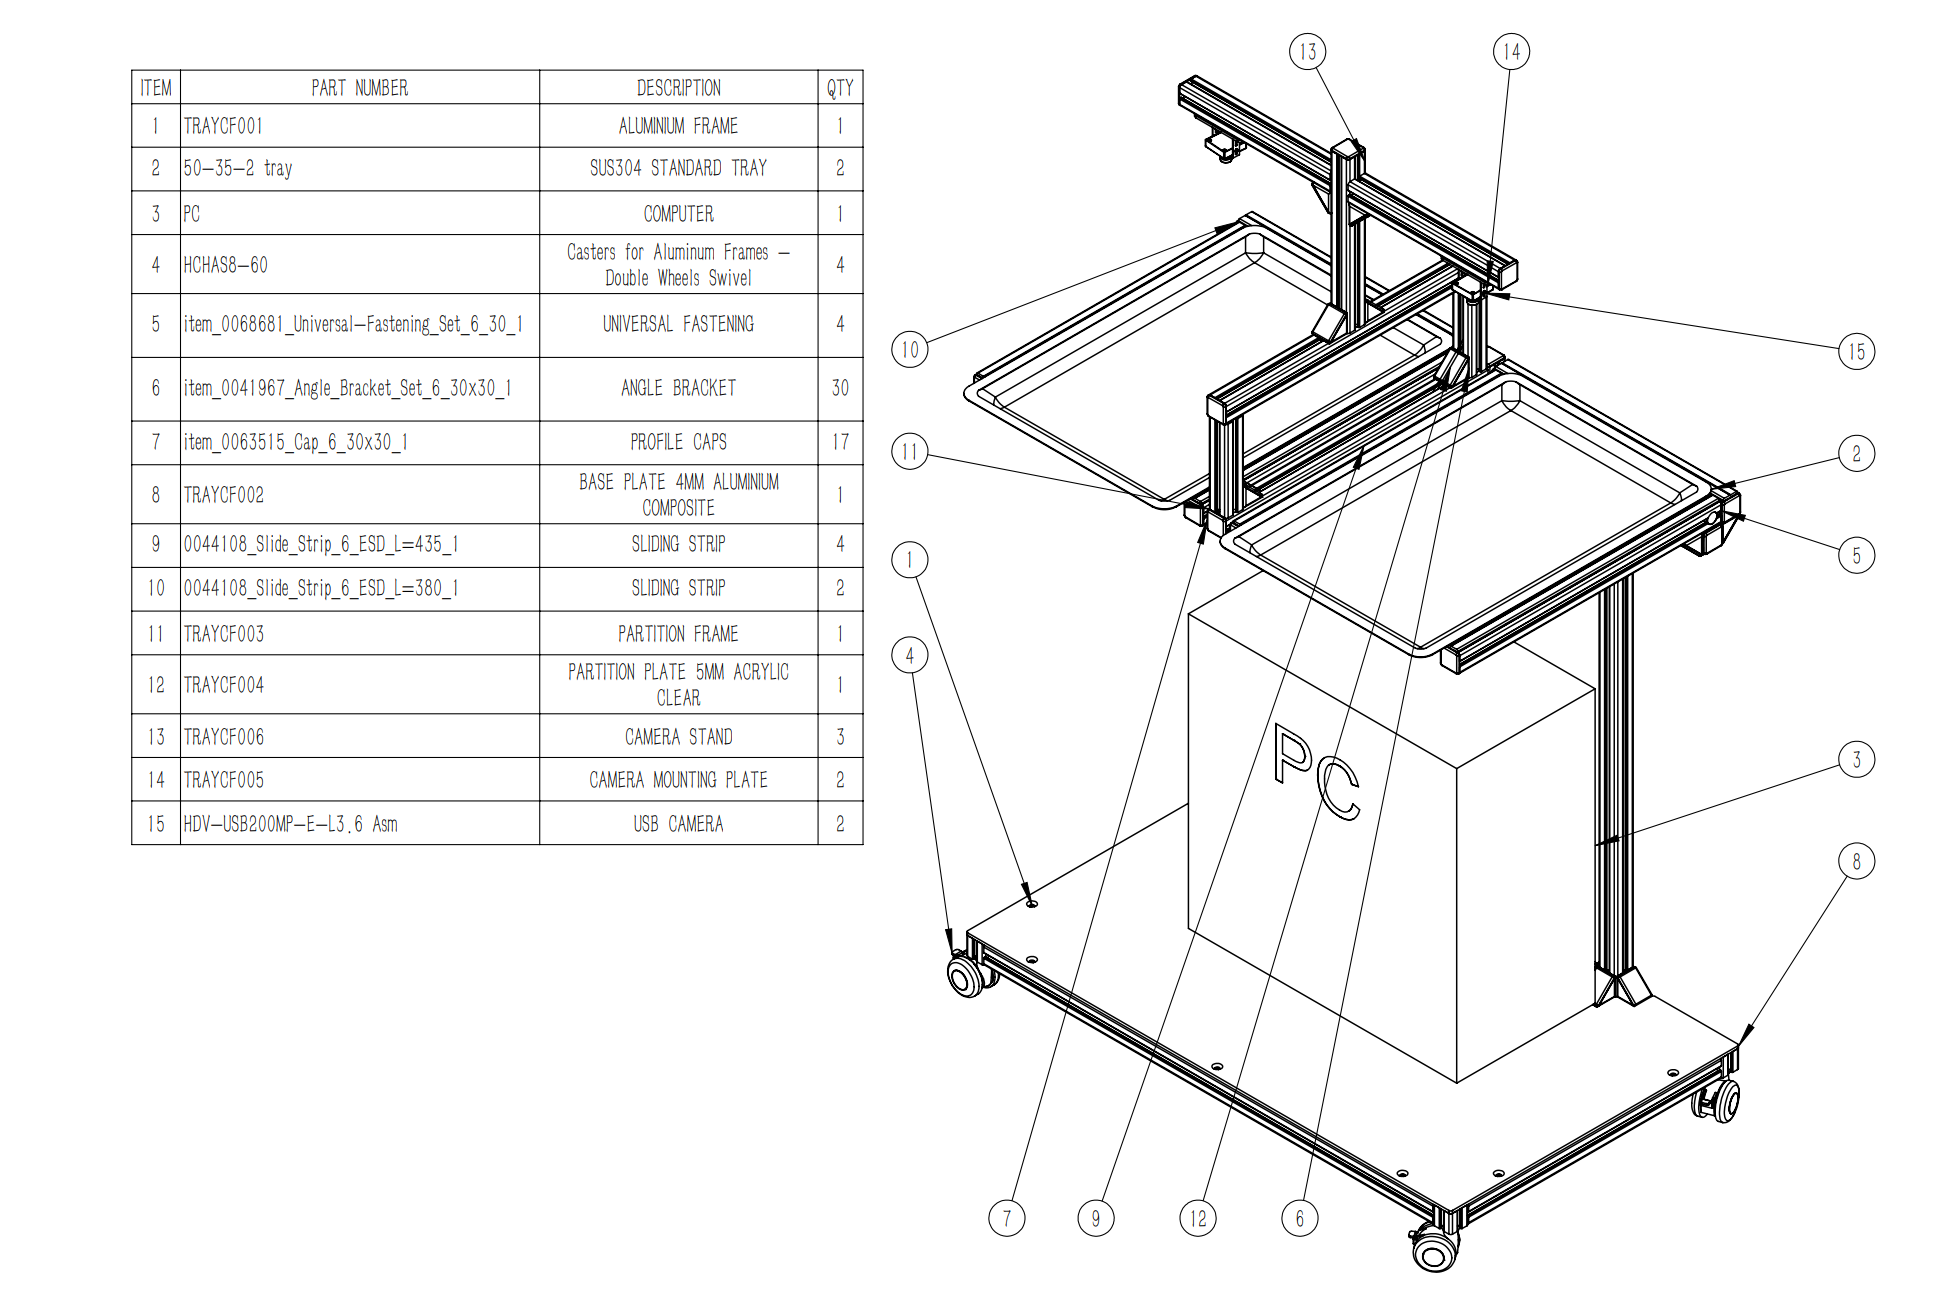 ITEM PART NUMBER DESCRIPTION QTY
1 TRAYCF001 ALUMNIUM FRAME 1
2 50-35-2 tray SUS304 STANDARD TRAY 2
3 PC COMPUTER 1
4 HCHAS8-60 Casters for Aluminum Frames -
Double Wheels Swivel 4
5 item_0068681_Universal-Fastening_Set_6_30_1 UNIVERSAL FASTENING 4
6 item_0041967_Angle_Bracket_Set_6_30x30_1 ANGLE BRACKET 30
7 item_0063515_Cap_6_30x30_1 PROFILE CAPS 17
8 TRAYCF002 BASE PLATE 4MM ALUMINIUM
COMPOSITE 1
9 0044108_Slide_Strip_6_ESD_L=435_1 SLIDING STRIP 4
10 0044108_Slide_Strip_6_ESD_L=380_1 SLIDING STRIP 2
11 TRAYCF003 PARTITION FRAME 1
12 TRAYCF004 PARTITION PLATE 5MM ACRYLIC
CLEAR 1
13 TRAYCF006 CAMERA STAND 3
14 TRAYCF005 CAMERA MOUNTING PLATE 2
15 HDV-USB200MP-E-L3.6 Asm USB CAMERA 2
13
14
10
15
11
2
1
5
4
PC
3
8
7
9
12
6